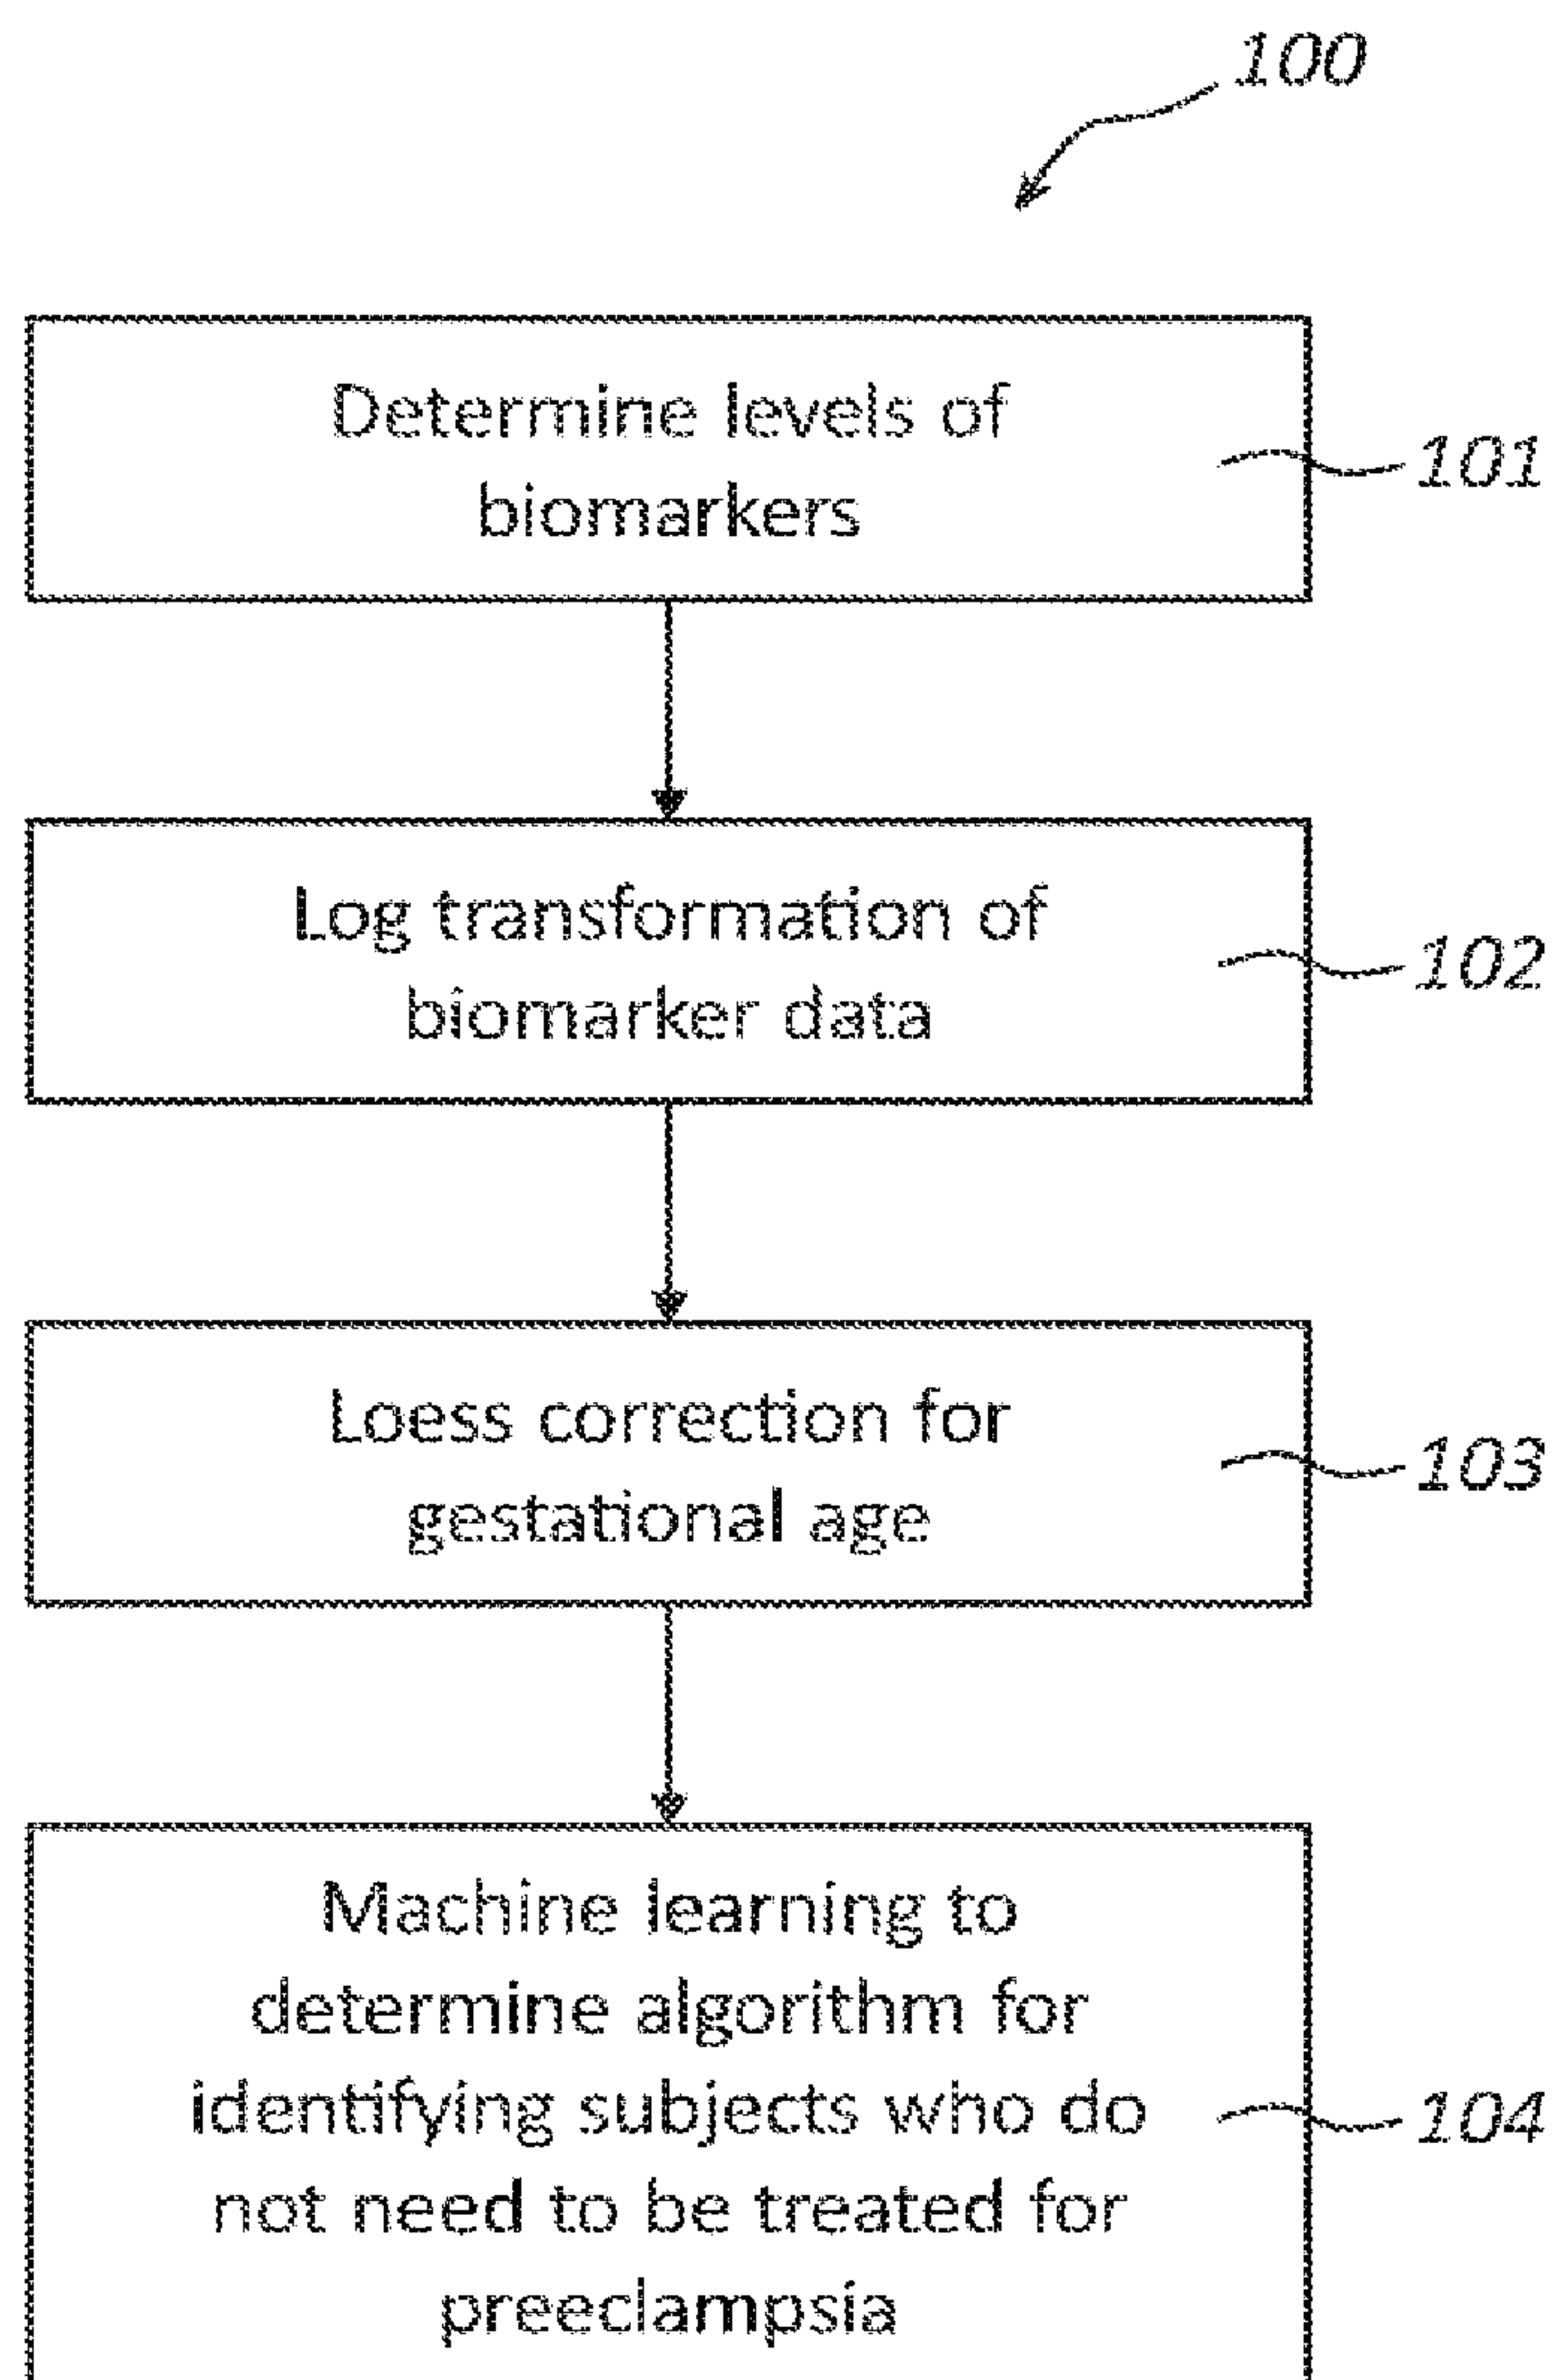 100
Determine levels of
biomarkers
101
Log transformation of
biomarker data
102
Loess correction for
gestational age
103
Machine learning to
determine algorithm for
identifying subjects who do
not need to be treated for
preeclampsia
104